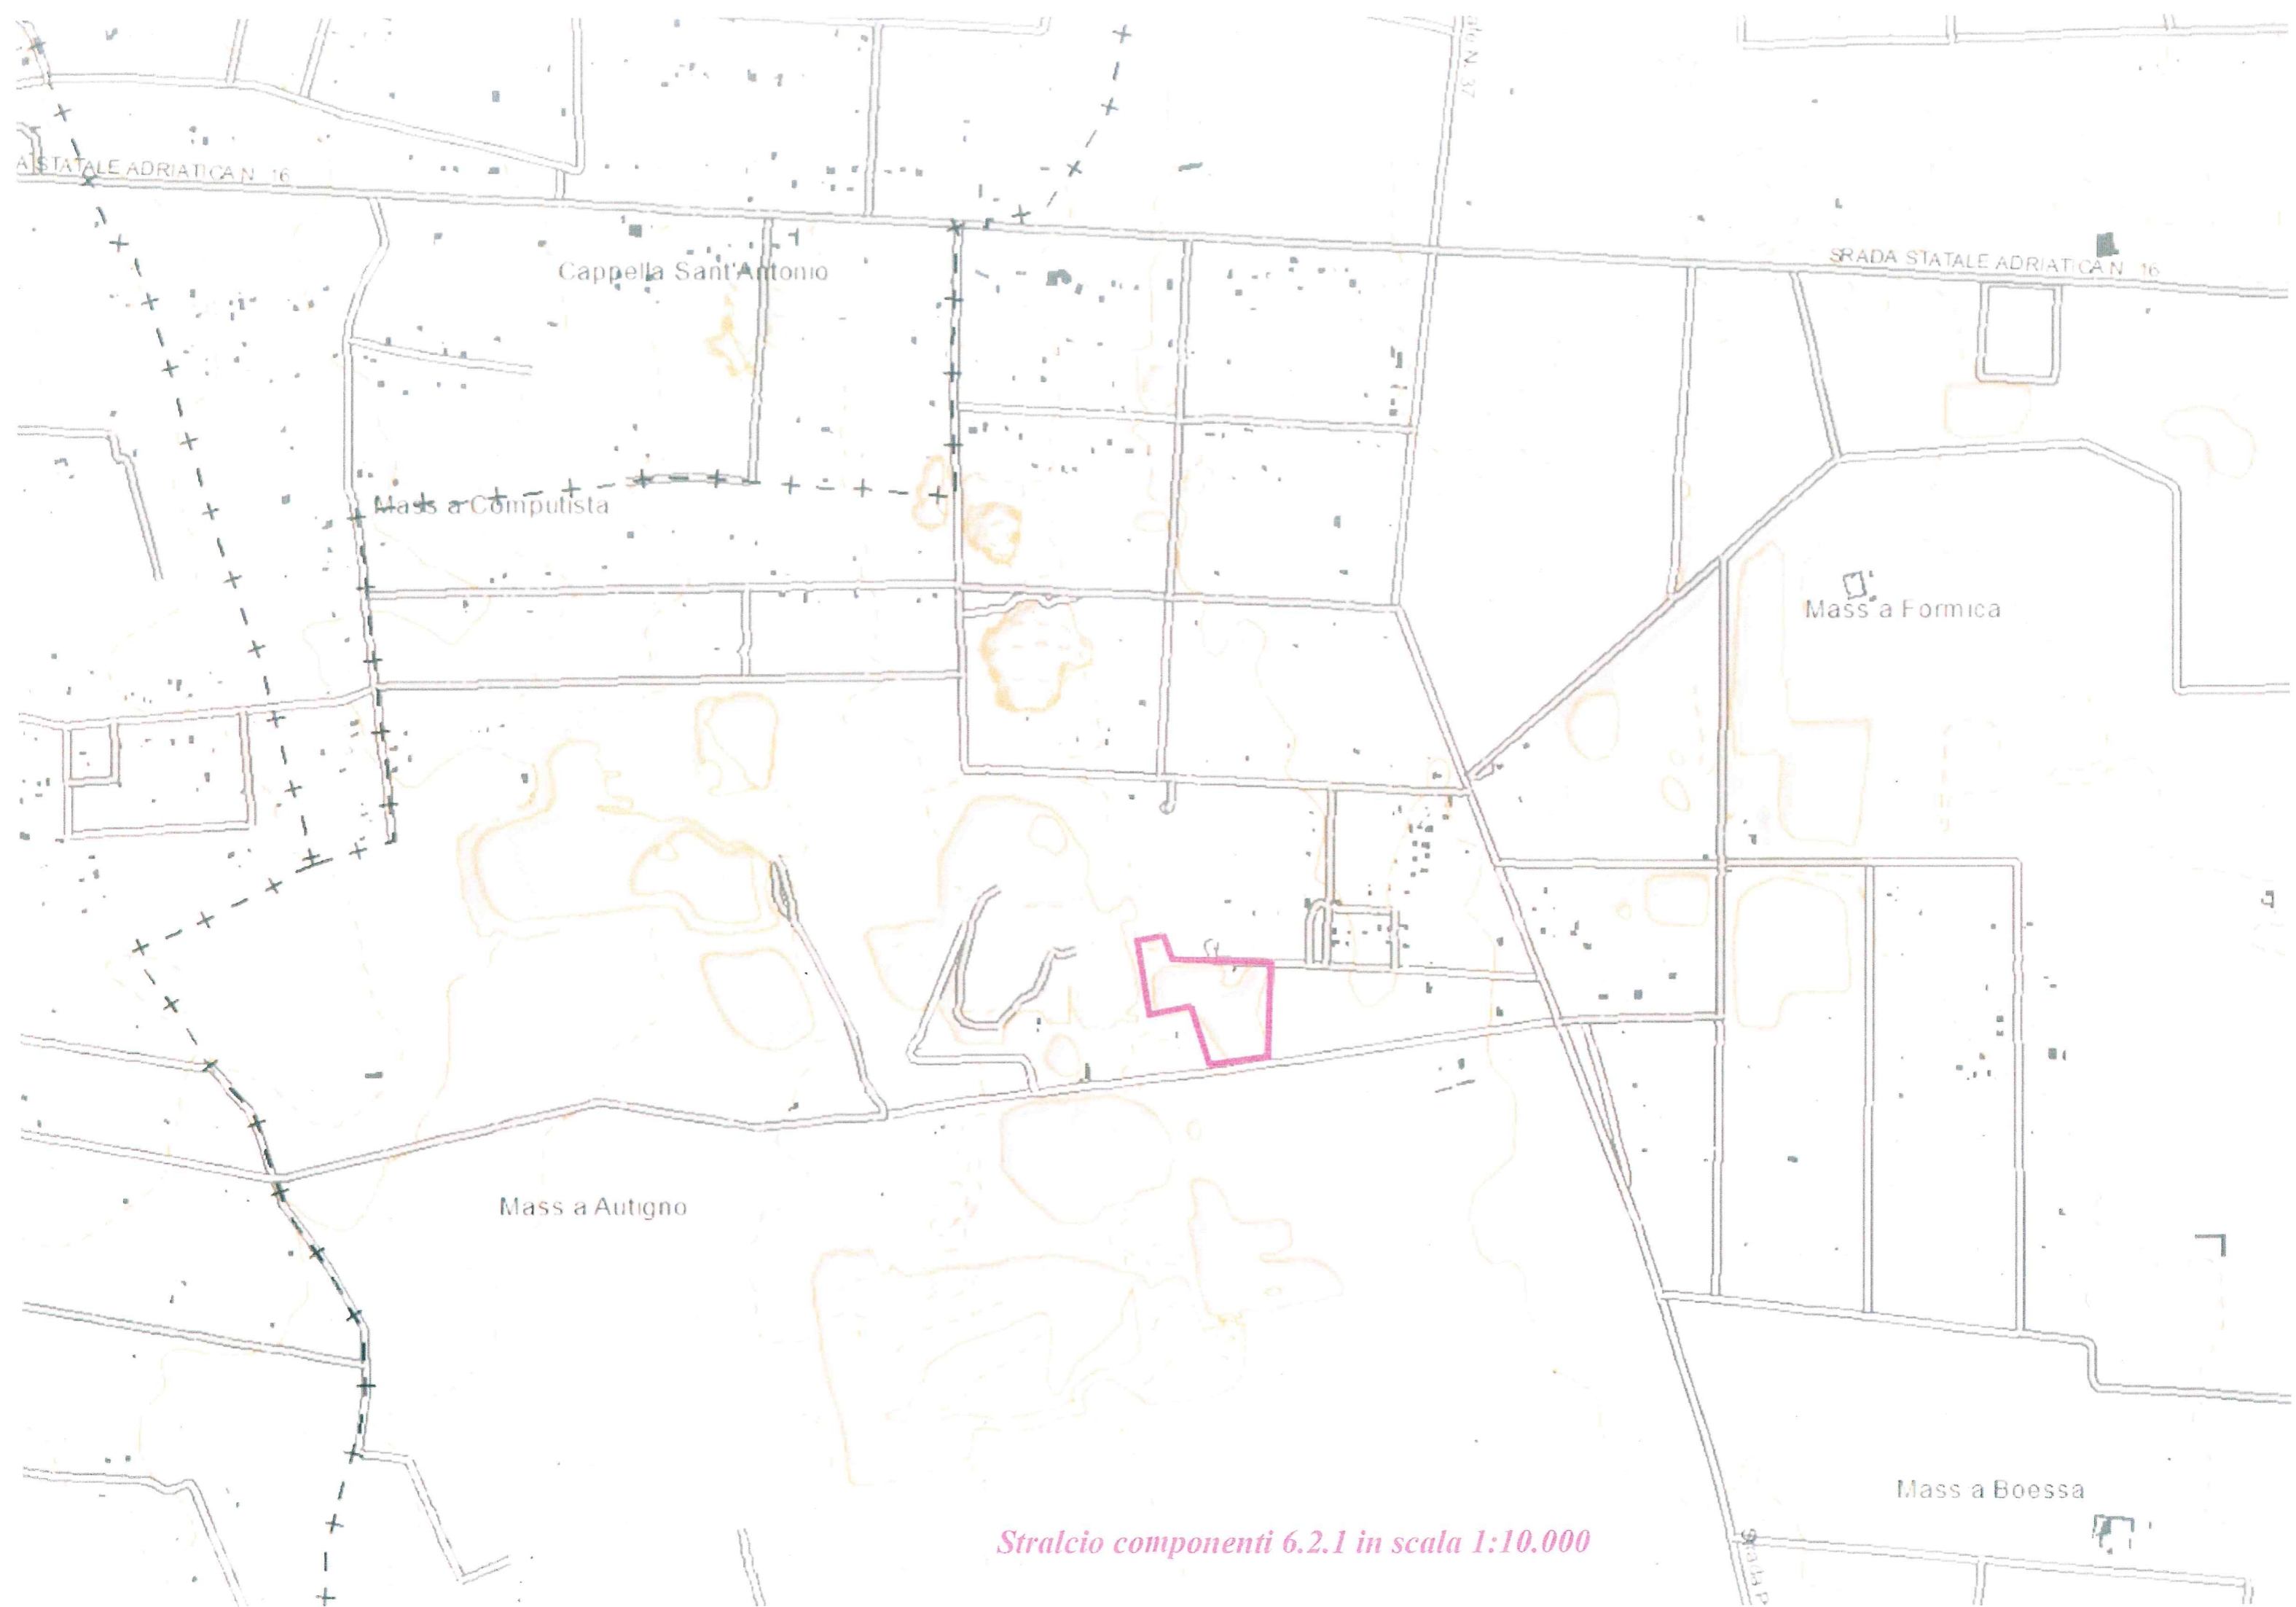 N. 37
A STATALE ADRIATICA N. 16
SRADA STATALE ADRIATICA N. 16
Cappella Sant'Antonio
Mass a Computista
Mass a Formica
Mass a Autigno
Mass a Boessa
Stralcio componenti 6.2.1 in scala 1:10.000